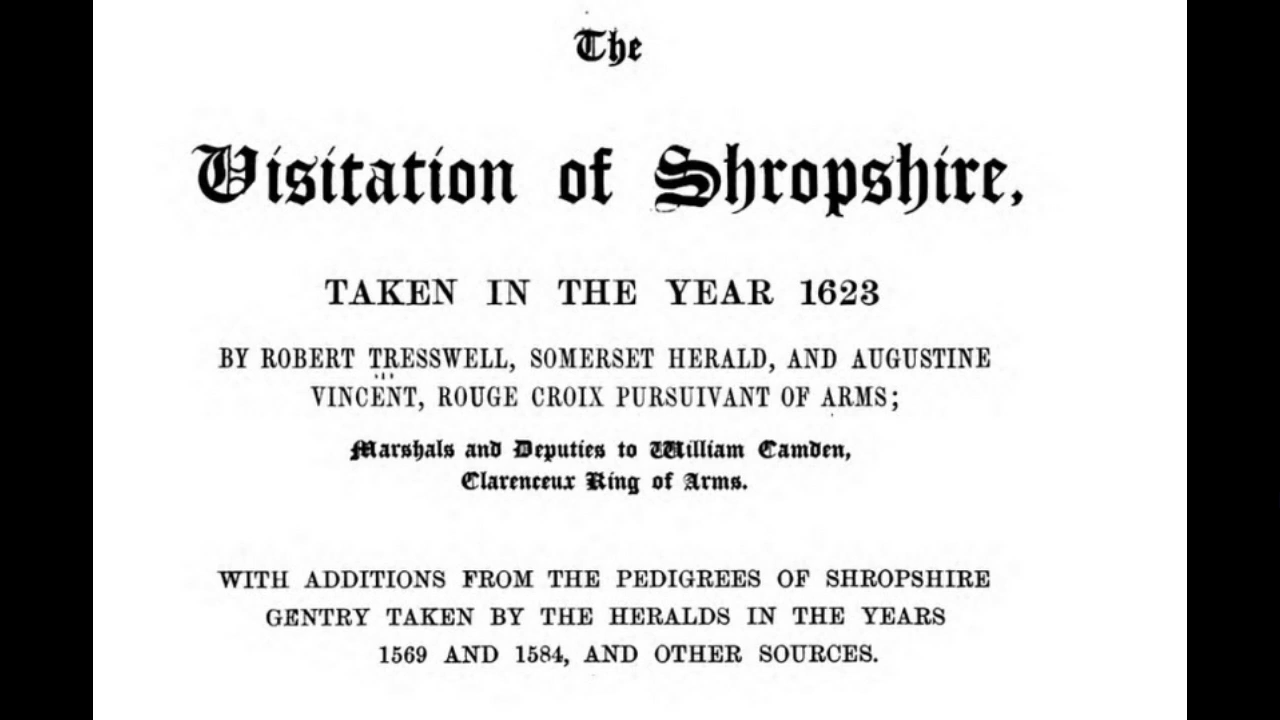 The
Visitation of Shropshire,
TAKEN IN THE YEAR 1623
BY ROBERT TRESSWELL, SOMERSET HERALD, AND AUGUSTINE
VINCENT, ROUGE CROIX PURSUIVANT OF ARMS;
Marshals and Deputies to William Camden,
Clarenceux King of Arms.
WITH ADDITIONS FROM THE PEDIGREES OF SHROPSHIRE
GENTRY TAKEN BY THE HERALDS IN THE YEARS
1569 AND 1584, AND OTHER SOURCES.